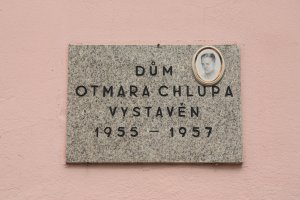 DŮM
OTMARA CHLUPA
VYSTAVĚN
1955 – 1957